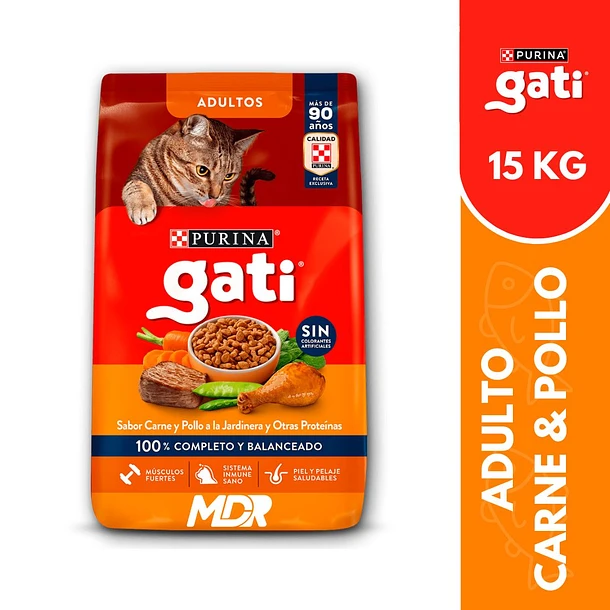 ADULTOS
MÁS DE
90
años
CALIDAD
PURINA
RECETA
EXCLUSIVA
PURINA®
gati®
SIN
COLORANTES
ARTIFICIALES
Sabor Carne y Pollo a la Jardinera y Otras Proteínas
100% COMPLETO Y BALANCEADO
MÚSCULOS
FUERTES
SISTEMA
INMUNE
SANO
PIEL Y PELAJE
SALUDABLES
MDR
PURINA®
gati®
15 KG
ADULTO
CARNE & POLLO